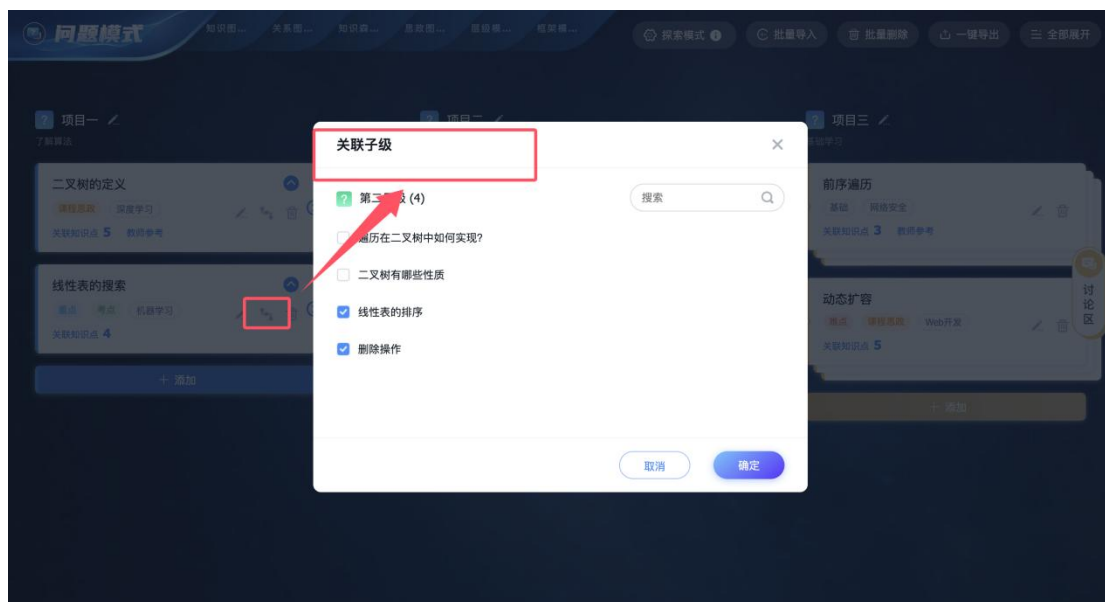 问题模式
知识图...
关系图...
知识森...
思政图...
框架模...
探索模式
批量导入
批量删除
一键导出
全部展开
项目一
了解算法
项目二
项目三
基础学习
二叉树的定义
课程思政 深度学习
关联知识点 5 教师参考
线性表的搜索
重点 考点 机器学习
关联知识点 4
+ 添加
关联子级
(4)
搜索
遍历在二叉树中如何实现?
二叉树有哪些性质
线性表的排序
删除操作
取消
确定
前序遍历
基础 网络安全
关联知识点 3 教师参考
动态扩容
重点 课程思政 Web开发
关联知识点 5
+ 添加
讨论区